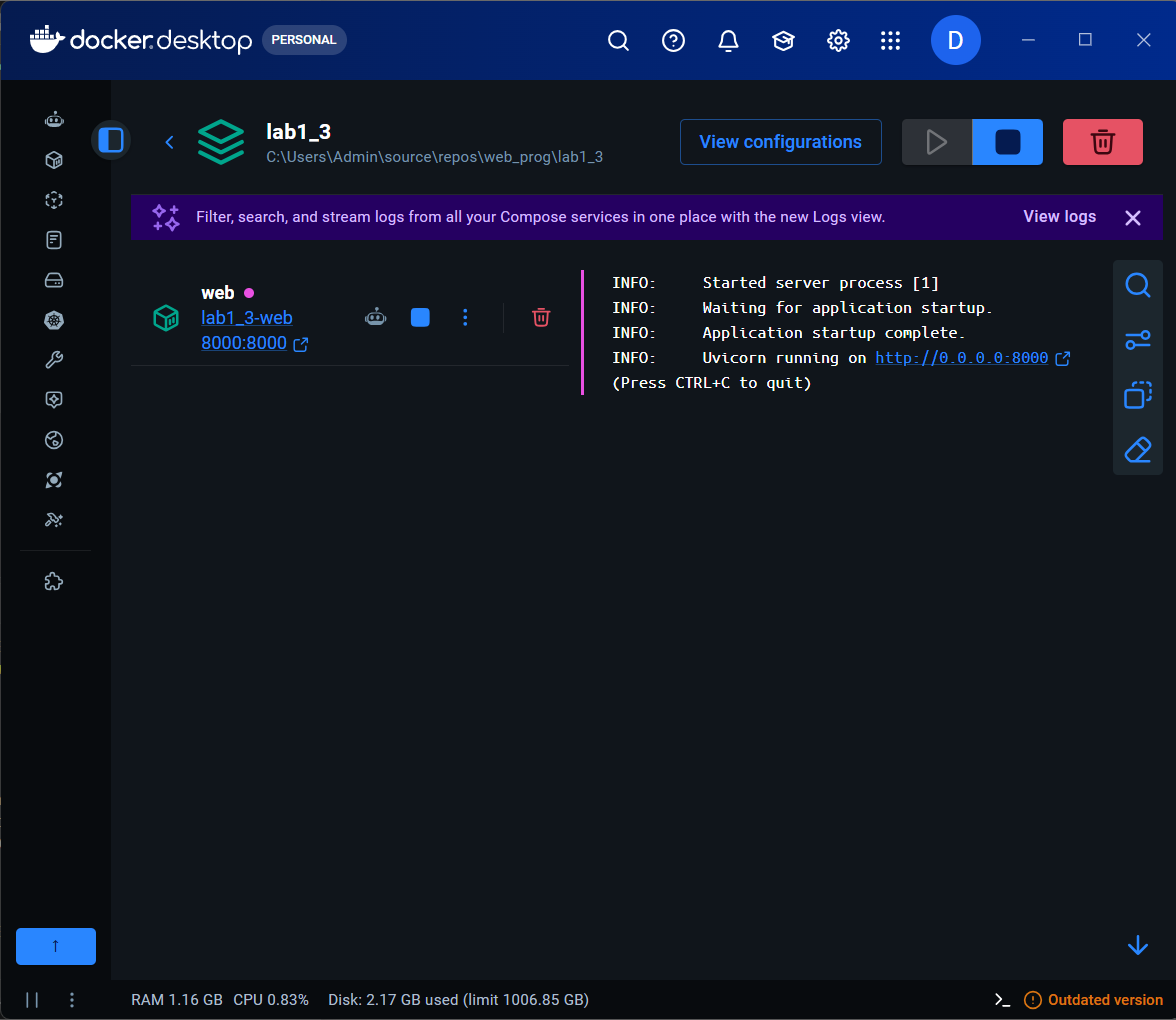 docker.desktop PERSONAL D
lab1_3
C:\Users\Admin\source\repos\web_prog\lab1_3
View configurations
Filter, search, and stream logs from all your Compose services in one place with the new Logs view. View logs
web
lab1_3-web
8000:8000
INFO: Started server process [1]
INFO: Waiting for application startup.
INFO: Application startup complete.
INFO: Uvicorn running on http://0.0.0.0:8000
(Press CTRL+C to quit)
RAM 1.16 GB CPU 0.83% Disk: 2.17 GB used (limit 1006.85 GB) Outdated version